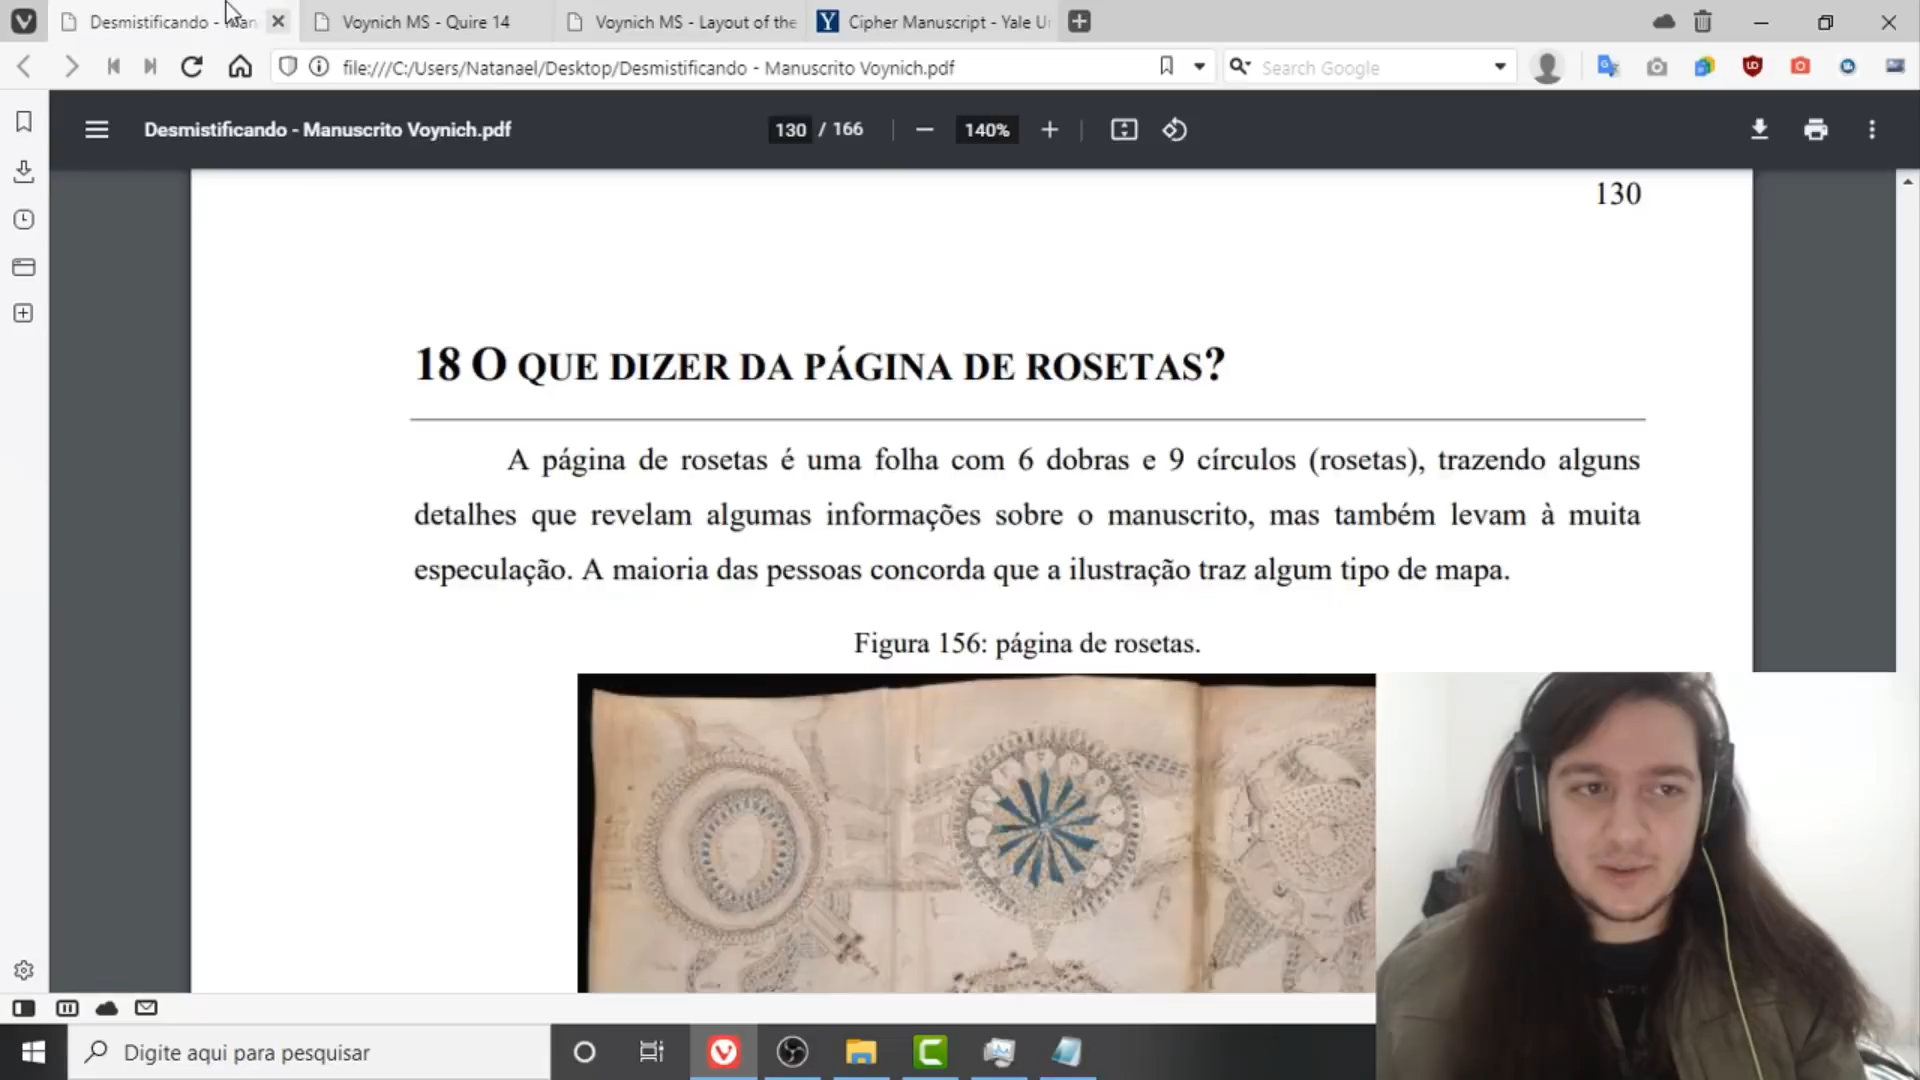 Desmistificando - Man
Voynich MS - Quire 14
Voynich MS - Layout of the
Cipher Manuscript - Yale U
file:///C:/Users/Natanael/Desktop/Desmistificando - Manuscrito Voynich.pdf
Search Google
Desmistificando - Manuscrito Voynich.pdf
130 / 166
140%
130
18 O QUE DIZER DA PÁGINA DE ROSETAS?
A página de rosetas é uma folha com 6 dobras e 9 círculos (rosetas), trazendo alguns
detalhes que revelam algumas informações sobre o manuscrito, mas também levam à muita
especulação. A maioria das pessoas concorda que a ilustração traz algum tipo de mapa.
Figura 156: página de rosetas.
Digite aqui para pesquisar